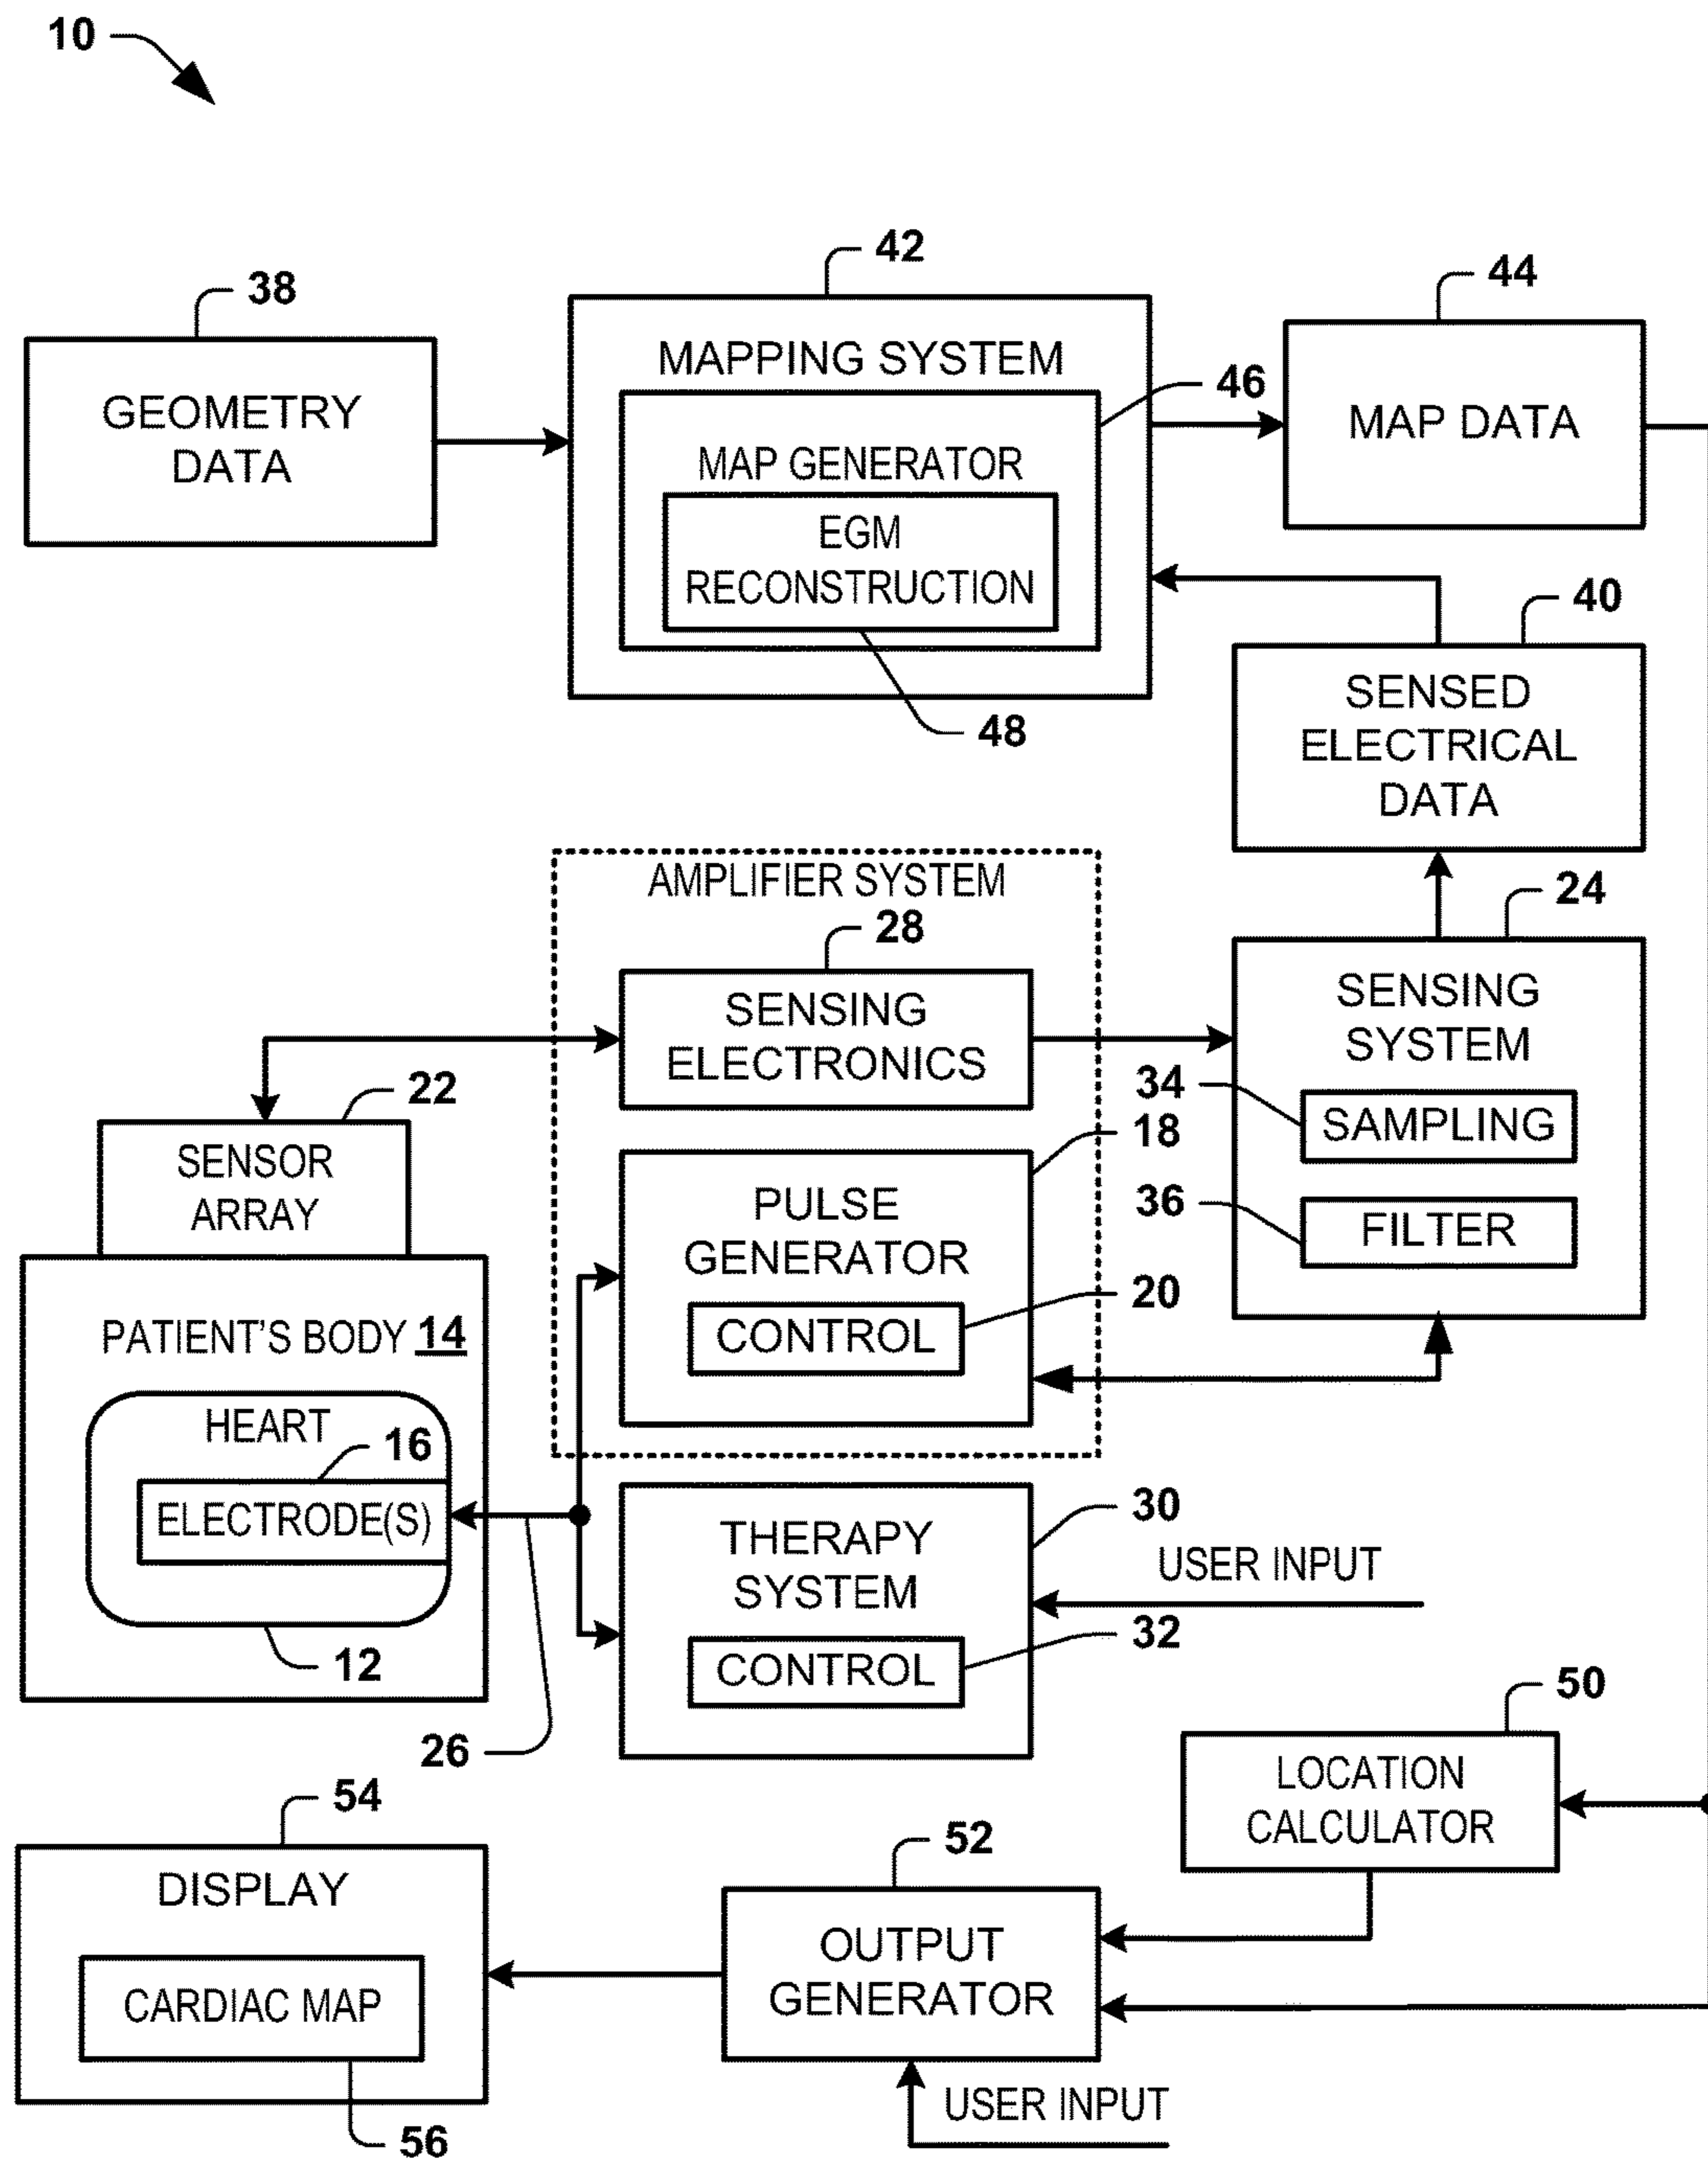 10
42
44
38
MAPPING SYSTEM
46
GEOMETRY
DATA
MAP DATA
MAP GENERATOR
EGM
RECONSTRUCTION
40
48
SENSED
ELECTRICAL
DATA
AMPLIFIER SYSTEM
28
24
SENSING
ELECTRONICS
SENSING
SYSTEM
22
34
SAMPLING
SENSOR
ARRAY
18
PULSE
GENERATOR
36
FILTER
20
CONTROL
PATIENT'S BODY 14
HEART
16
ELECTRODE(S)
12
30
THERAPY
SYSTEM
USER INPUT
32
CONTROL
26
50
LOCATION
CALCULATOR
54
52
DISPLAY
OUTPUT
GENERATOR
CARDIAC MAP
56
USER INPUT